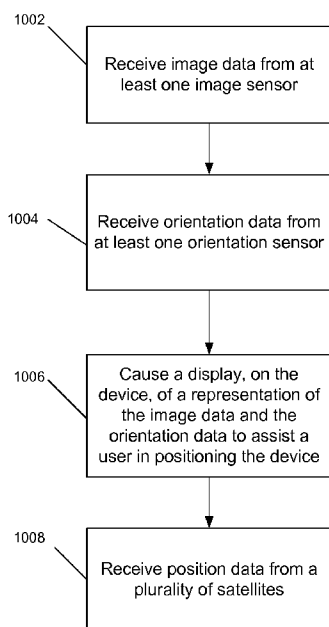 1002
Receive image data from at
least one image sensor
1004
Receive orientation data from
at least one orientation sensor
1006
Cause a display, on the
device, of a representation of
the image data and the
orientation data to assist a
user in positioning the device
1008
Receive position data from a
plurality of satellites